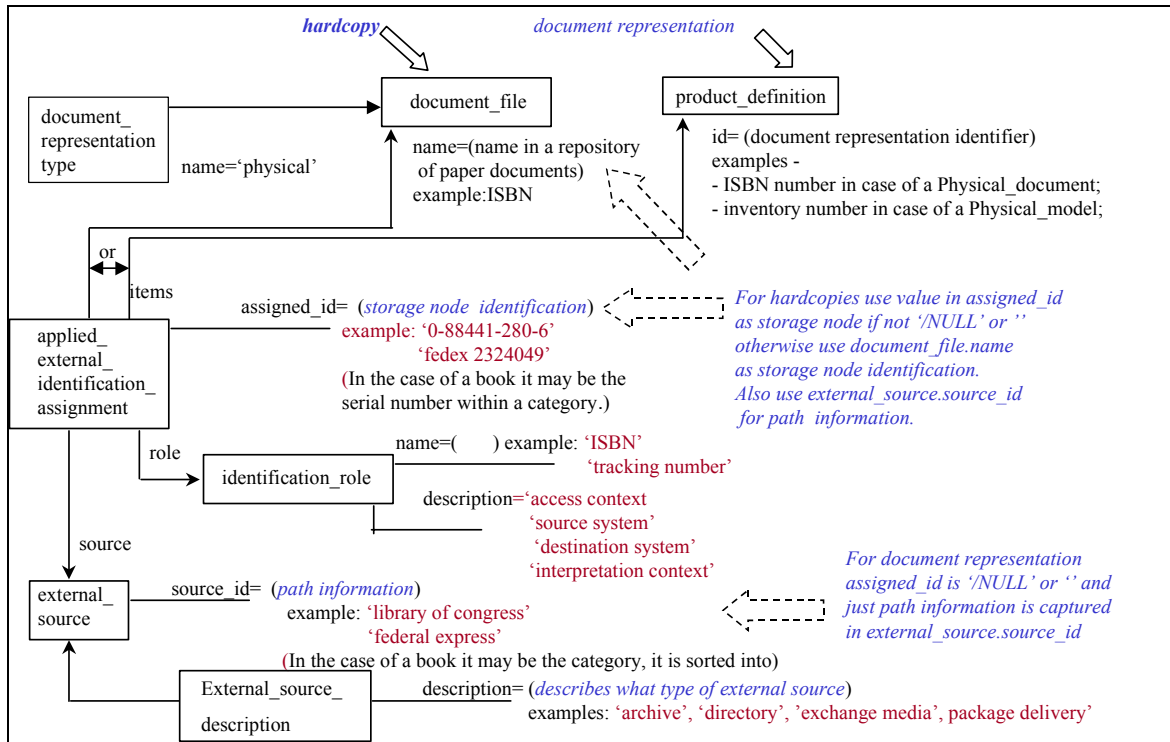 hardcopy
document representation
document_file
product_definition
document_
representation
type
name=‘physical’
name=(name in a repository
of paper documents)
example:ISBN
id= (document representation identifier)
examples -
- ISBN number in case of a Physical_document;
- inventory number in case of a Physical_model;
or
items
applied_
external_
identification_
assignment
assigned_id= (storage node identification)
example: ‘0-88441-280-6’
‘fedex 2324049’
(In the case of a book it may be the
serial number within a category.)
For hardcopies use value in assigned_id
as storage node if not ‘/NULL’ or ‘’
otherwise use document_file.name
as storage node identification.
Also use external_source.source_id
for path information.
role
identification_role
name=( ) example: ‘ISBN’
‘tracking number’
description=‘access context
‘source system’
‘destination system’
‘interpretation context’
source
external_
source
source_id= (path information)
example: ‘library of congress’
‘federal express’
(In the case of a book it may be the category, it is sorted into)
For document representation
assigned_id is ‘/NULL’ or ‘’ and
just path information is captured
in external_source.source_id
External_source_
description
description= (describes what type of external source)
examples: ‘archive’, ‘directory’, ’exchange media’, package delivery’